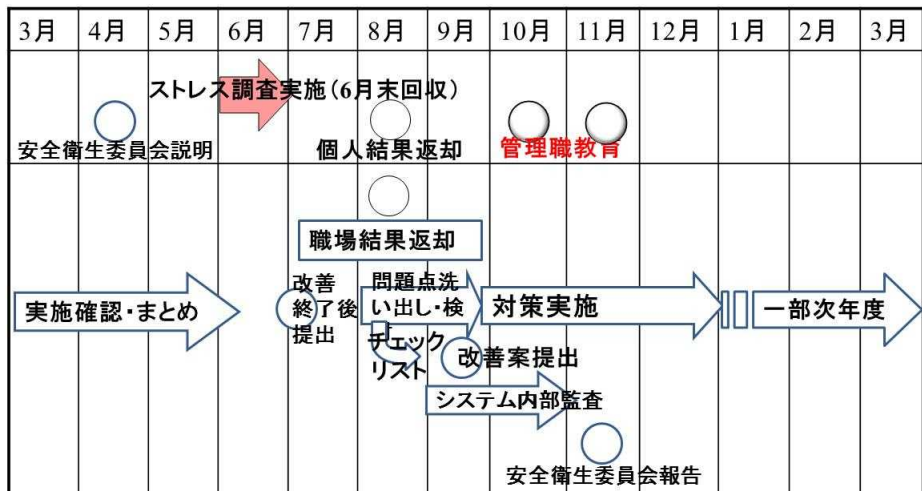 3月 4月 5月 6月 7月 8月 9月 10月 11月 12月 1月 2月 3月
ストレス調査実施(6月末回収)
安全衛生委員会説明
個人結果返却
管理職教育
職場結果返却
実施確認・まとめ
改善
終了後
提出
問題点洗
い出し・検
対策実施
一部次年度
チェック
リスト
改善案提出
システム内部監査
安全衛生委員会報告